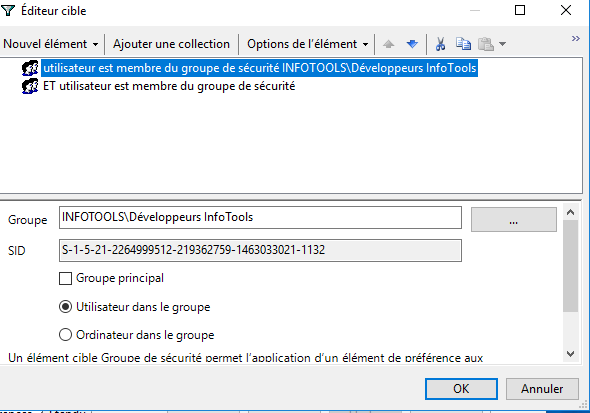 Éditeur cible
Nouvel élément Ajouter une collection Options de l'élément »
utilisateur est membre du groupe de sécurité INFOTOOLS\Développeurs InfoTools
ET utilisateur est membre du groupe de sécurité
Groupe INFOTOOLS\Développeurs InfoTools ...
SID S-1-5-21-2264999512-219362759-1463033021-1132
Groupe principal
Utilisateur dans le groupe
Ordinateur dans le groupe
Un élément cible Groupe de sécurité permet l'application d'un élément de préférence aux
OK Annuler